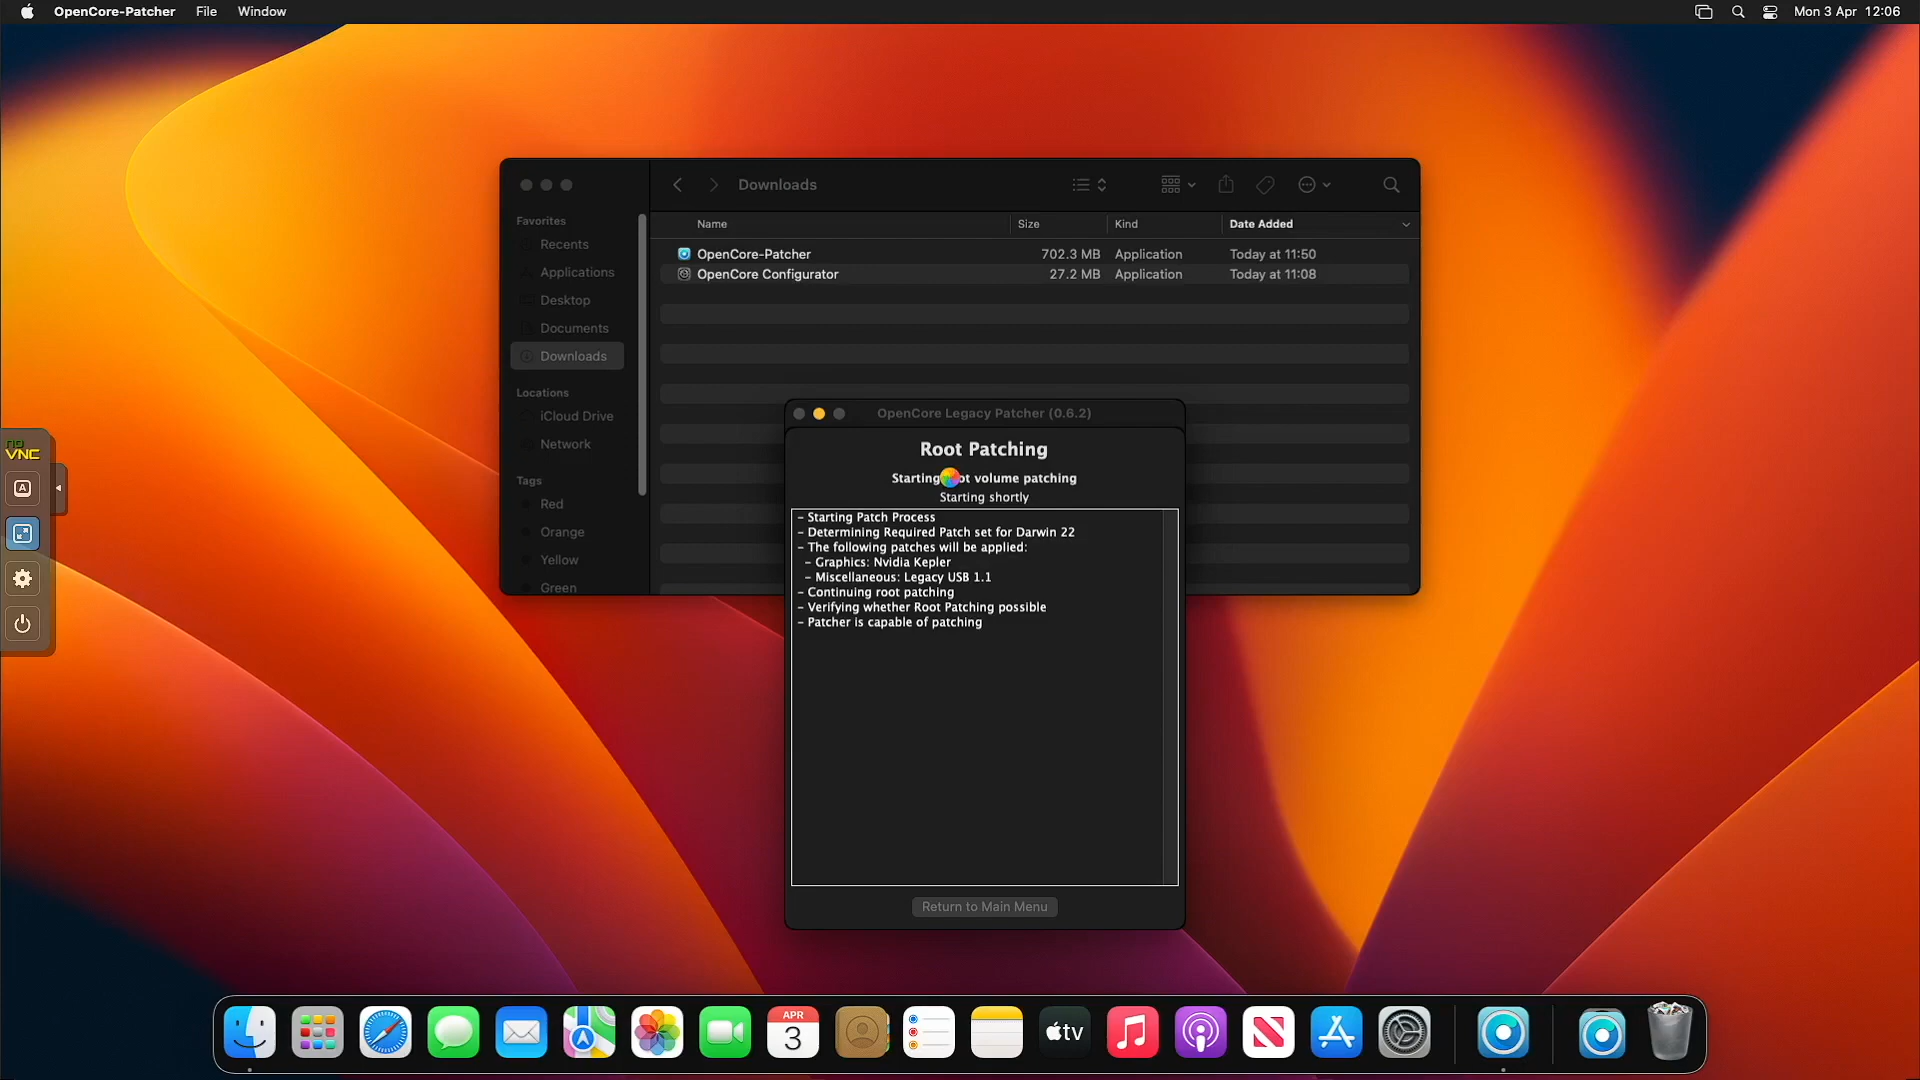 OpenCore-Patcher File Window Mon 3 Apr 12:06
Downloads
Favorites
Recents
Applications
Desktop
Documents
Downloads
Locations
iCloud Drive
Network
Tags
Red
Orange
Yellow
Green
Name Size Kind Date Added
OpenCore-Patcher 702.3 MB Application Today at 11:50
OpenCore Configurator 27.2 MB Application Today at 11:08
no
VNC
A
OpenCore Legacy Patcher (0.6.2)
Root Patching
Starting volume patching
Starting shortly
- Starting Patch Process
- Determining Required Patch set for Darwin 22
- The following patches will be applied:
- Graphics: Nvidia Kepler
- Miscellaneous: Legacy USB 1.1
- Continuing root patching
- Verifying whether Root Patching possible
- Patcher is capable of patching
Return to Main Menu
APR
3
tv